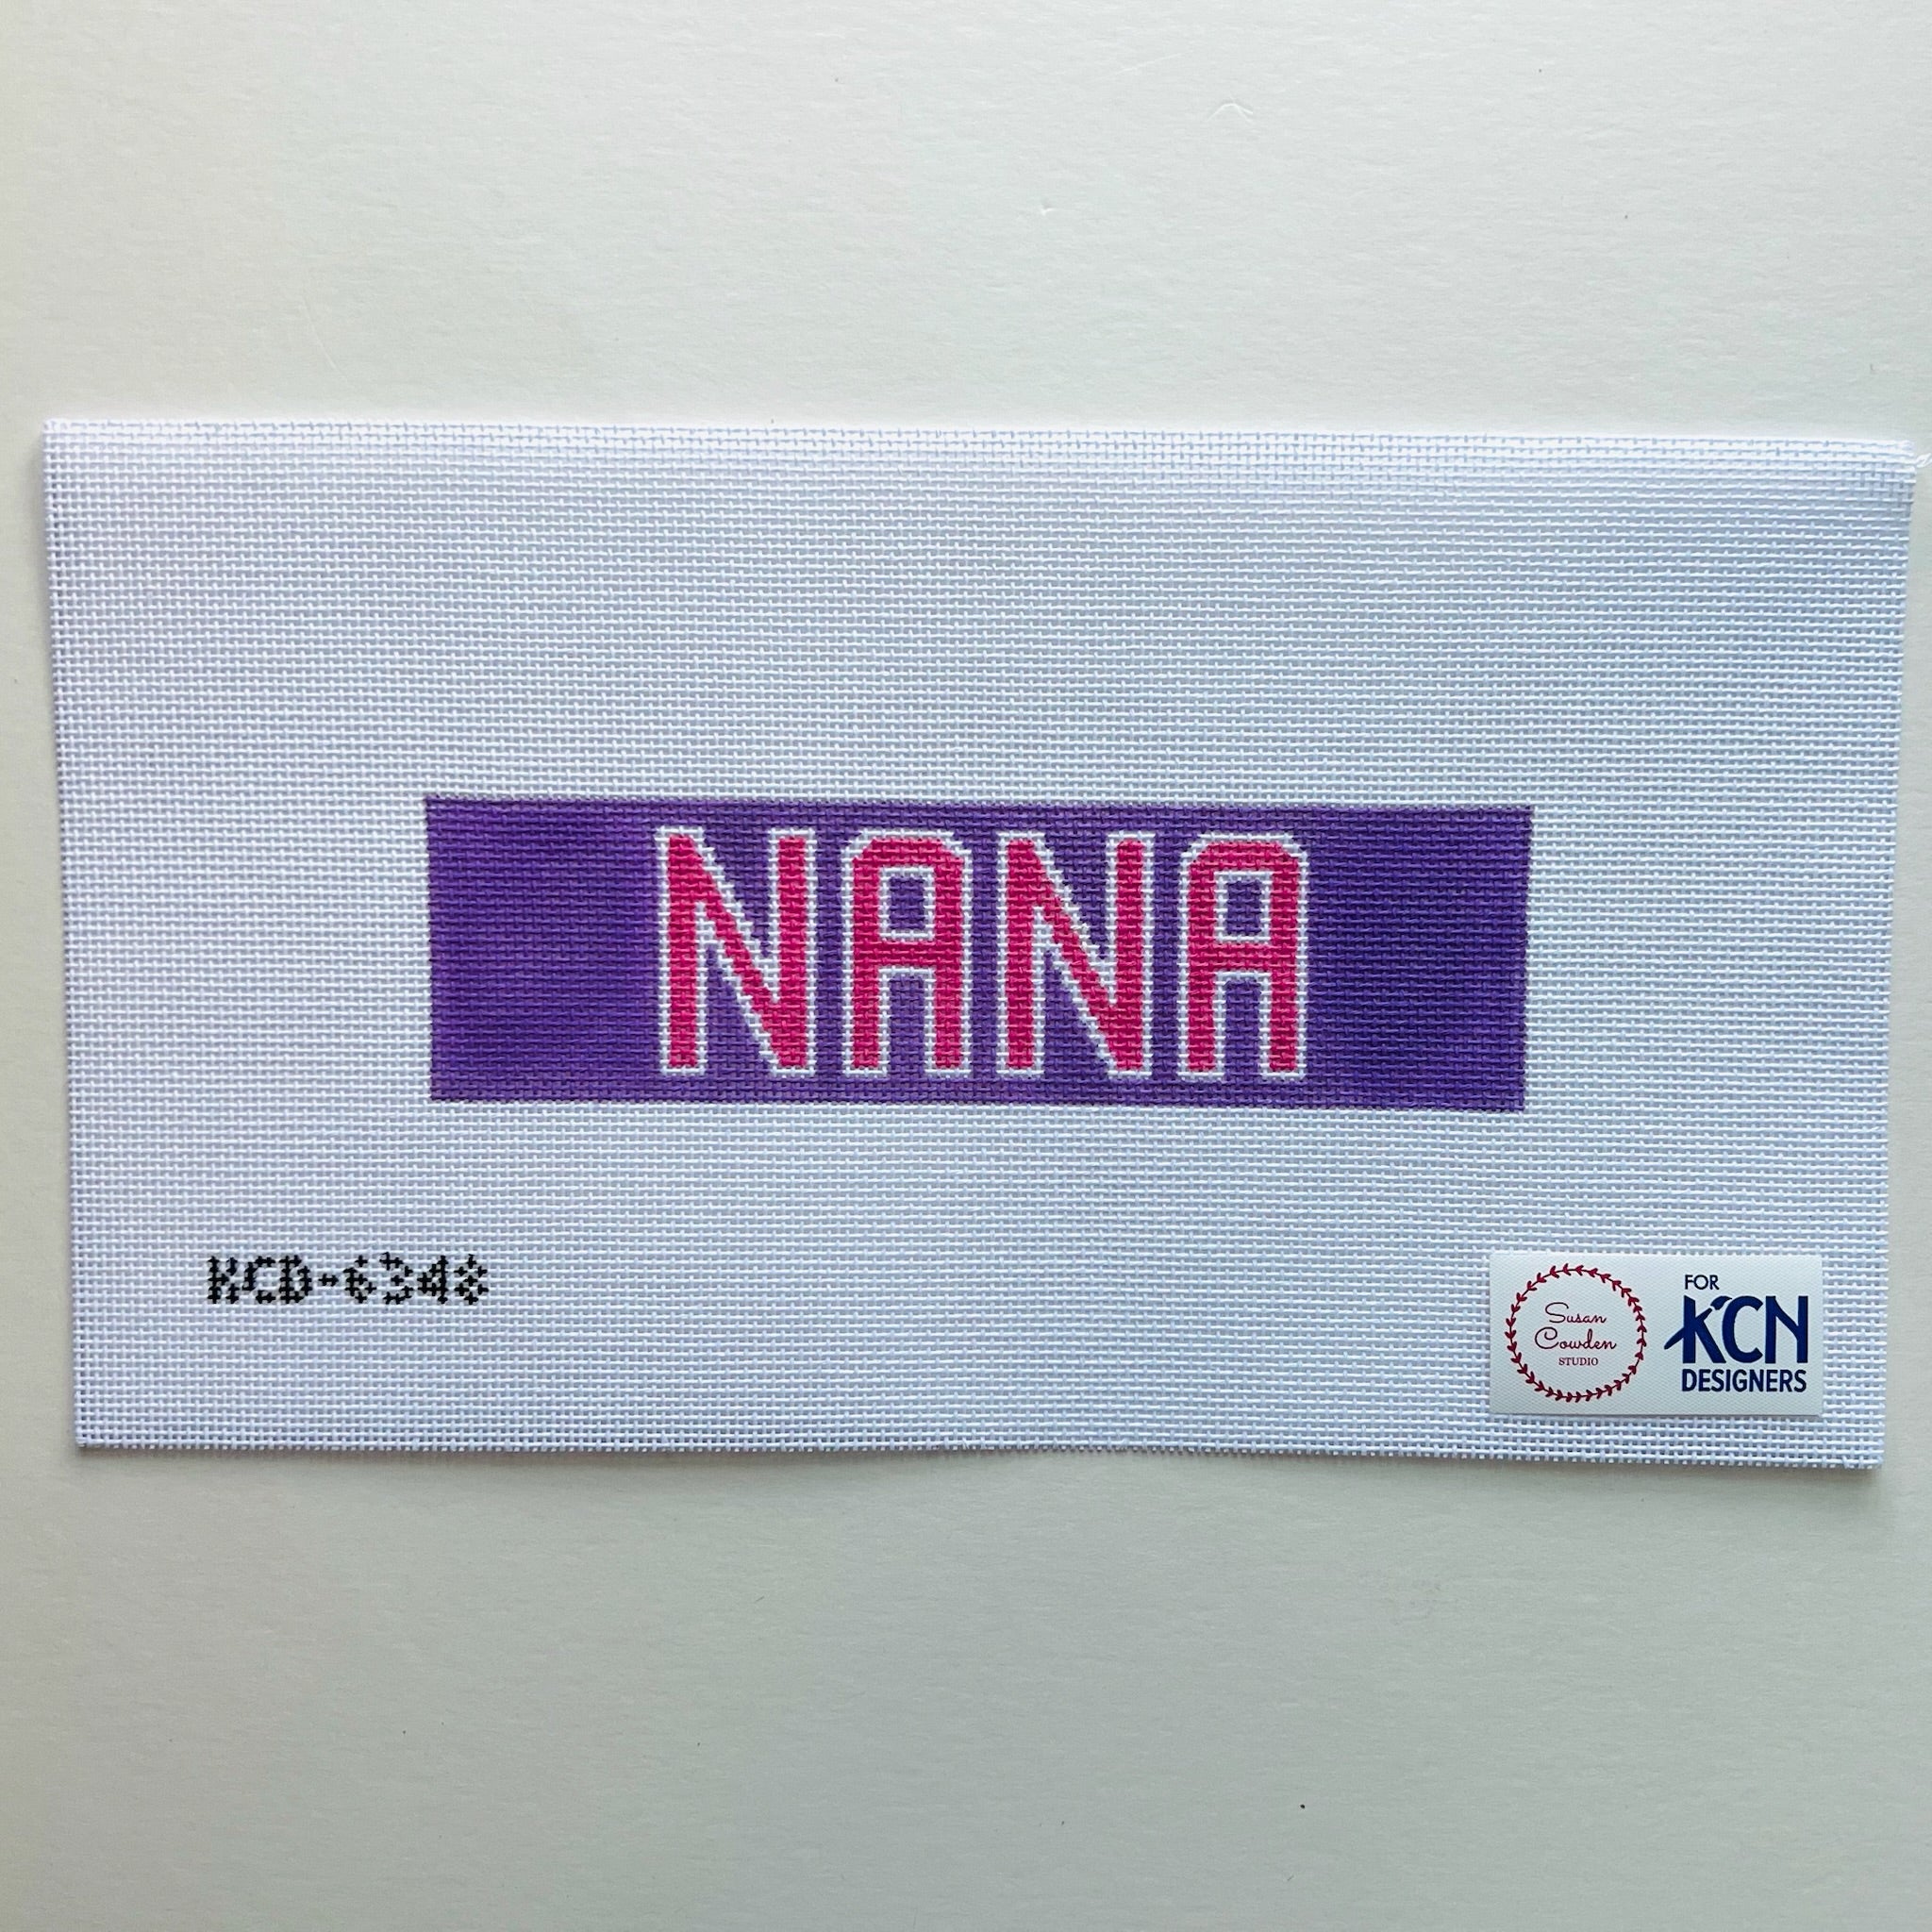 NANA
KCD-6348
Susan
Cowden
STUDIO
FOR
KCN
DESIGNERS